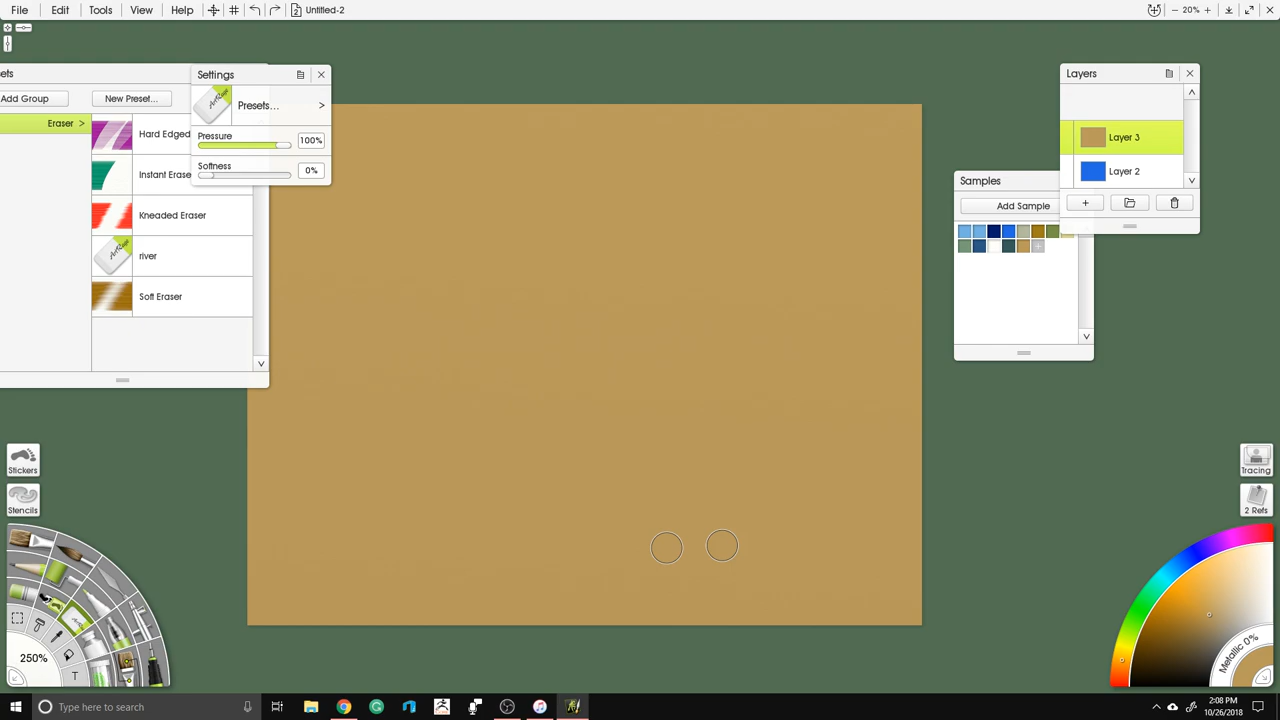 File Edit Tools View Help Untitled-2 20%
sets
Add Group New Preset...
Eraser >
Hard Edged
Instant Erase
Kneaded Eraser
river
Soft Eraser
Settings
Presets... >
Pressure
100%
Softness
0%
Layers
Layer 3
Layer 2
Samples
Add Sample
Stickers
Stencils
250%
T
Tracing
2 Refs
Metallic 0%
Type here to search
2:08 PM
10/26/2018